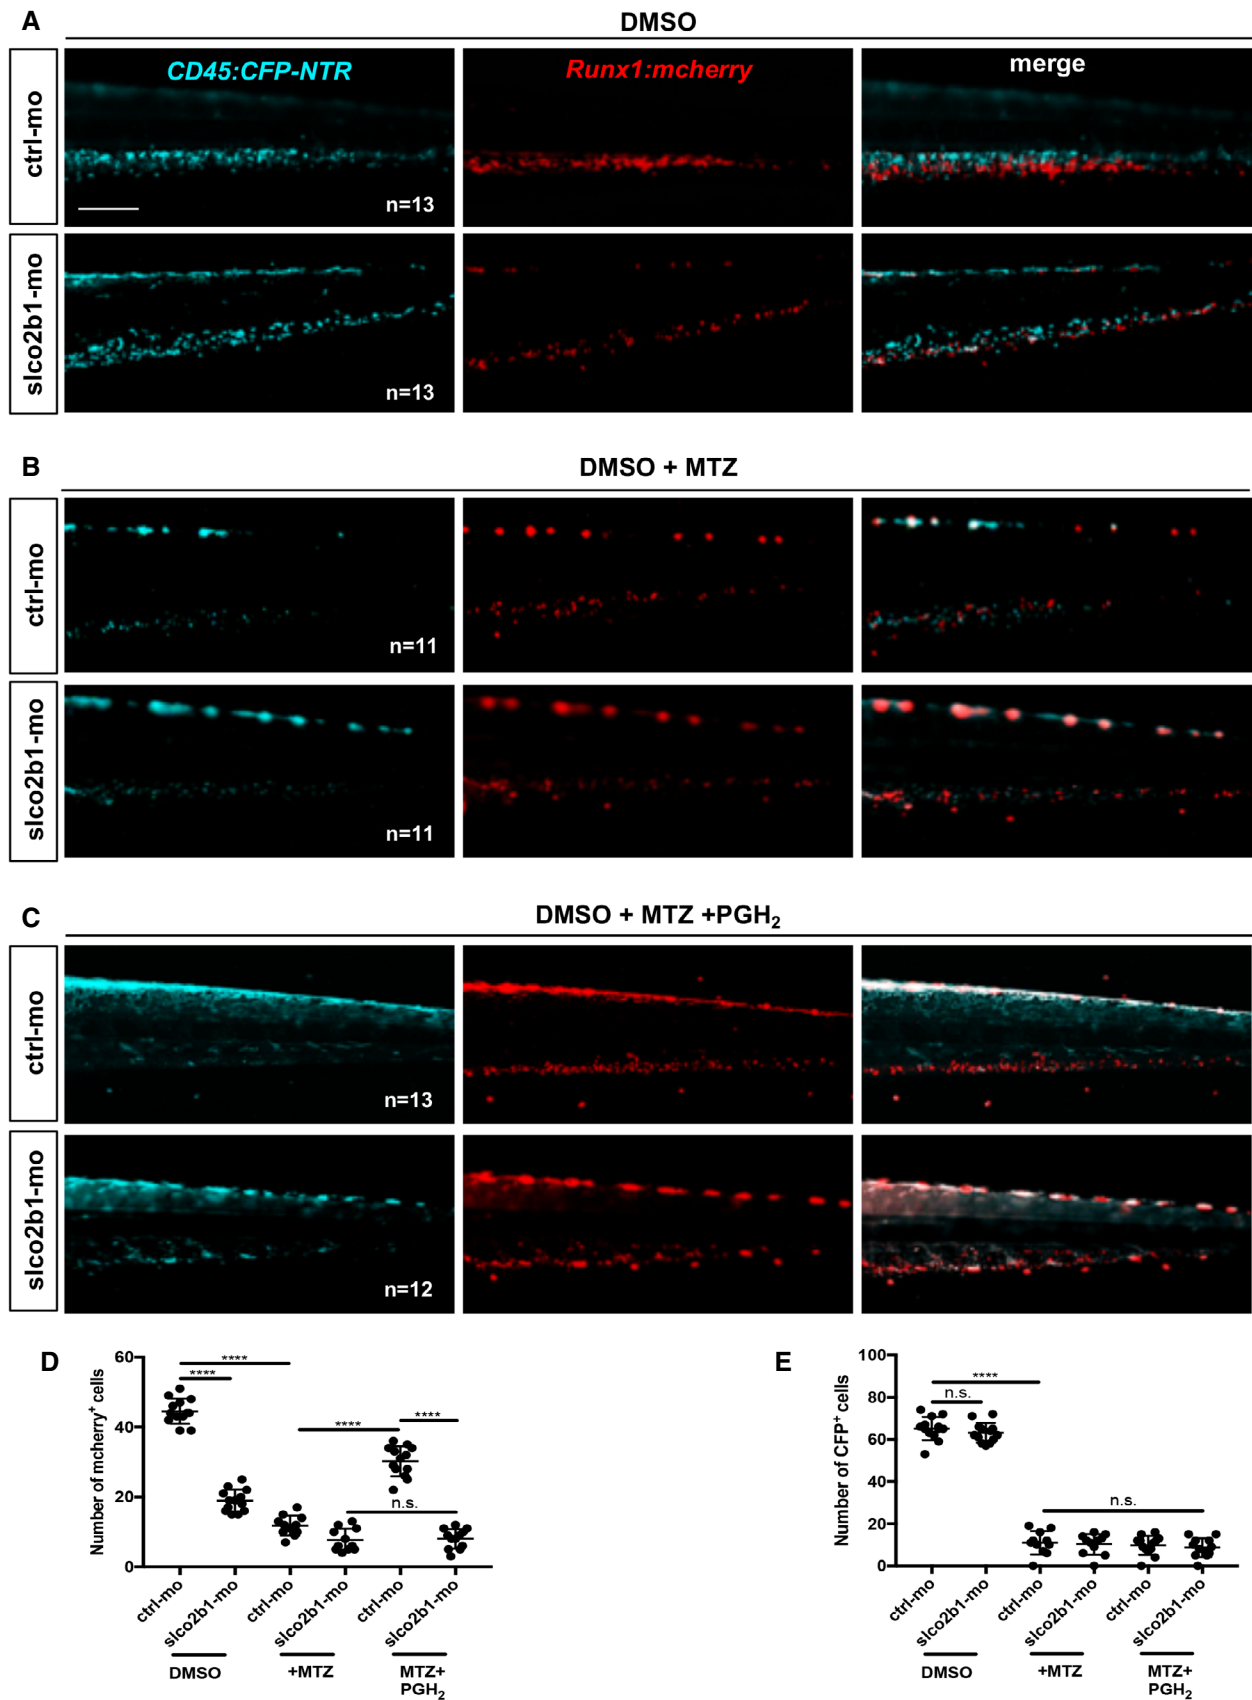 A
DMSO
ctrl-mo
CD45:CFP-NTR
Runx1:mcherry
merge
n=13
slco2b1-mo
n=13
B
DMSO + MTZ
ctrl-mo
n=11
slco2b1-mo
n=11
C
DMSO + MTZ +PGH₂
ctrl-mo
n=13
slco2b1-mo
n=12
D
Number of mcherry⁺ cells
60
40
20
0
****
****
****
****
n.s.
ctrl-mo
slco2b1-mo
ctrl-mo
slco2b1-mo
ctrl-mo
slco2b1-mo
DMSO
+MTZ
MTZ+
PGH₂
E
Number of CFP⁺ cells
100
80
60
40
20
0
****
n.s.
n.s.
ctrl-mo
slco2b1-mo
ctrl-mo
slco2b1-mo
ctrl-mo
slco2b1-mo
DMSO
+MTZ
MTZ+
PGH₂